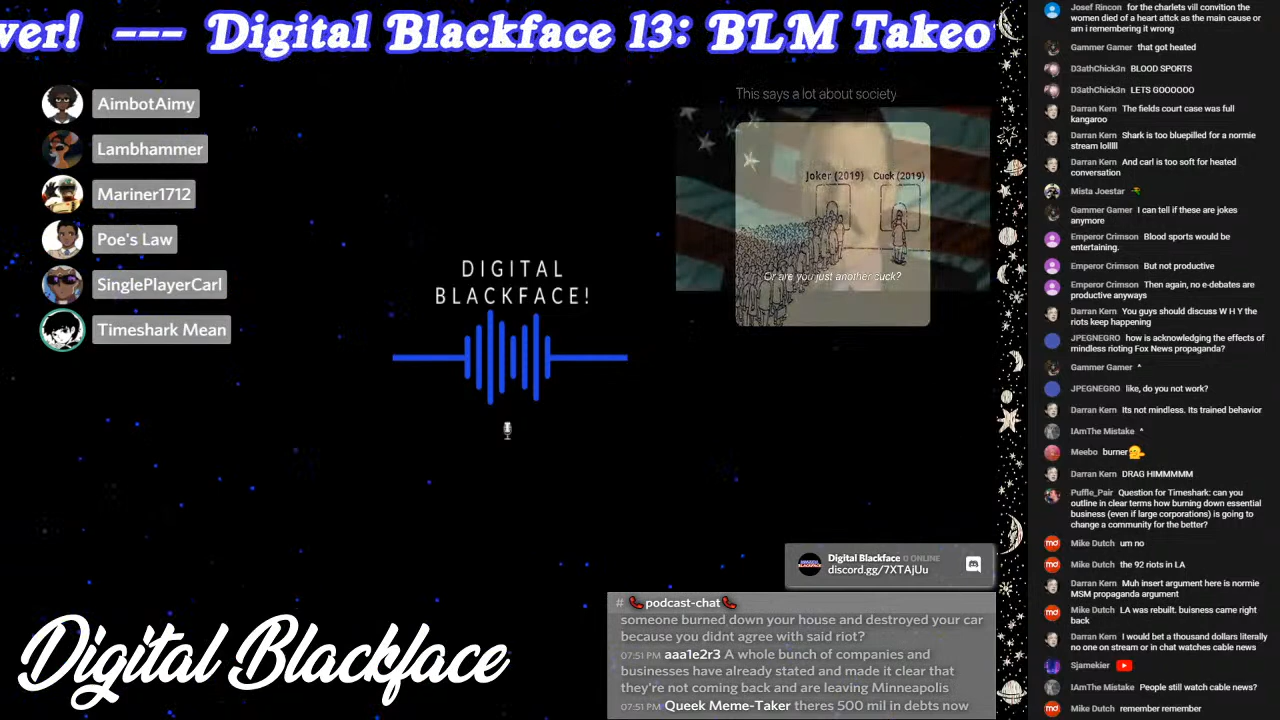 ver! --- Digital Blackface 13: BLM Takeo
AimbotAimy
Lambhammer
Mariner1712
Poe's Law
SinglePlayerCarl
Timeshark Mean
DIGITAL
BLACKFACE!
This says a lot about society
Joker (2019) Cuck (2019)
Or are you just another cuck?
Digital Blackface 0 ONLINE
discord.gg/7XTAjUu
# podcast-chat
someone burned down your house and destroyed your car
because you didnt agree with said riot?
07:51 PM aaa1e2r3 A whole bunch of companies and
businesses have already stated and made it clear that
they're not coming back and are leaving Minneapolis
07:51 PM Queek Meme-Taker theres 500 mil in debts now
Digital Blackface
Josef Rincon for the charlets vill convition the
women died of a heart attck as the main cause or
am i remembering it wrong
Gammer Gamer that got heated
D3athChick3n BLOOD SPORTS
D3athChick3n LETS GOOOOOO
Darran Kern The fields court case was full
kangaroo
Darran Kern Shark is too bluepilled for a normie
stream lolllll
Darran Kern And carl is too soft for heated
conversation
Mista Joestar
Gammer Gamer I can tell if these are jokes
anymore
Emperor Crimson Blood sports would be
entertaining.
Emperor Crimson But not productive
Emperor Crimson Then again, no e-debates are
productive anyways
Darran Kern You guys should discuss W H Y the
riots keep happening
JPEGNEGRO how is acknowledging the effects of
mindless rioting Fox News propaganda?
Gammer Gamer ^
JPEGNEGRO like, do you not work?
Darran Kern Its not mindless. Its trained behavior
IAmThe Mistake ^
Meebo burner
Darran Kern DRAG HIMMMMM
Puffle_Pair Question for Timeshark: can you
outline in clear terms how burning down essential
business (even if large corporations) is going to
change a community for the better?
Mike Dutch um no
Mike Dutch the 92 riots in LA
Darran Kern Muh insert argument here is normie
MSM propaganda argument
Mike Dutch LA was rebuilt. buisness came right
back
Darran Kern I would bet a thousand dollars literally
no one on stream or in chat watches cable news
Sjamekier
IAmThe Mistake People still watch cable news?
Mike Dutch remember remember